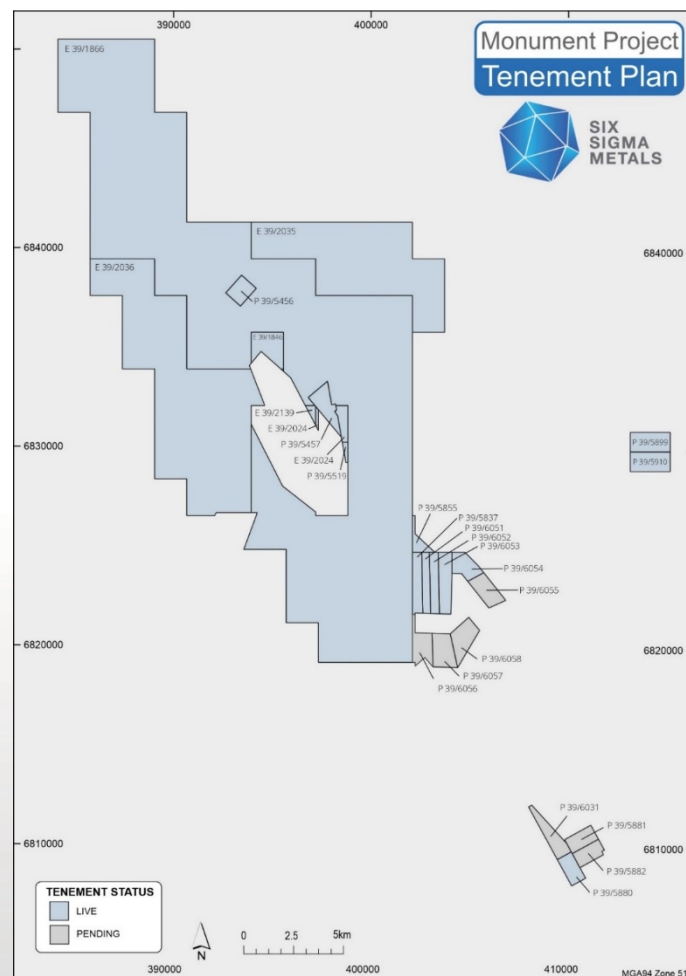 390000
400000
Monument Project
Tenement Plan
SIX
SIGMA
METALS
E 39/1866
6840000
6840000
E 39/2035
E 39/2036
P 39/5456
E 39/1846
E 39/2139
E 39/2024
P 39/5457
E 39/2024
P 39/5519
6830000
P 39/5899
6830000
P 39/5910
P 39/5855
P 39/5837
P 39/6051
P 39/6052
P 39/6053
P 39/6054
P 39/6055
6820000
6820000
P 39/6058
P 39/6057
P 39/6056
P 39/6031
P 39/5881
6810000
6810000
P 39/5882
P 39/5880
TENEMENT STATUS
LIVE
PENDING
N
0 2.5 5km
390000
400000
410000
MGA94 Zone 51